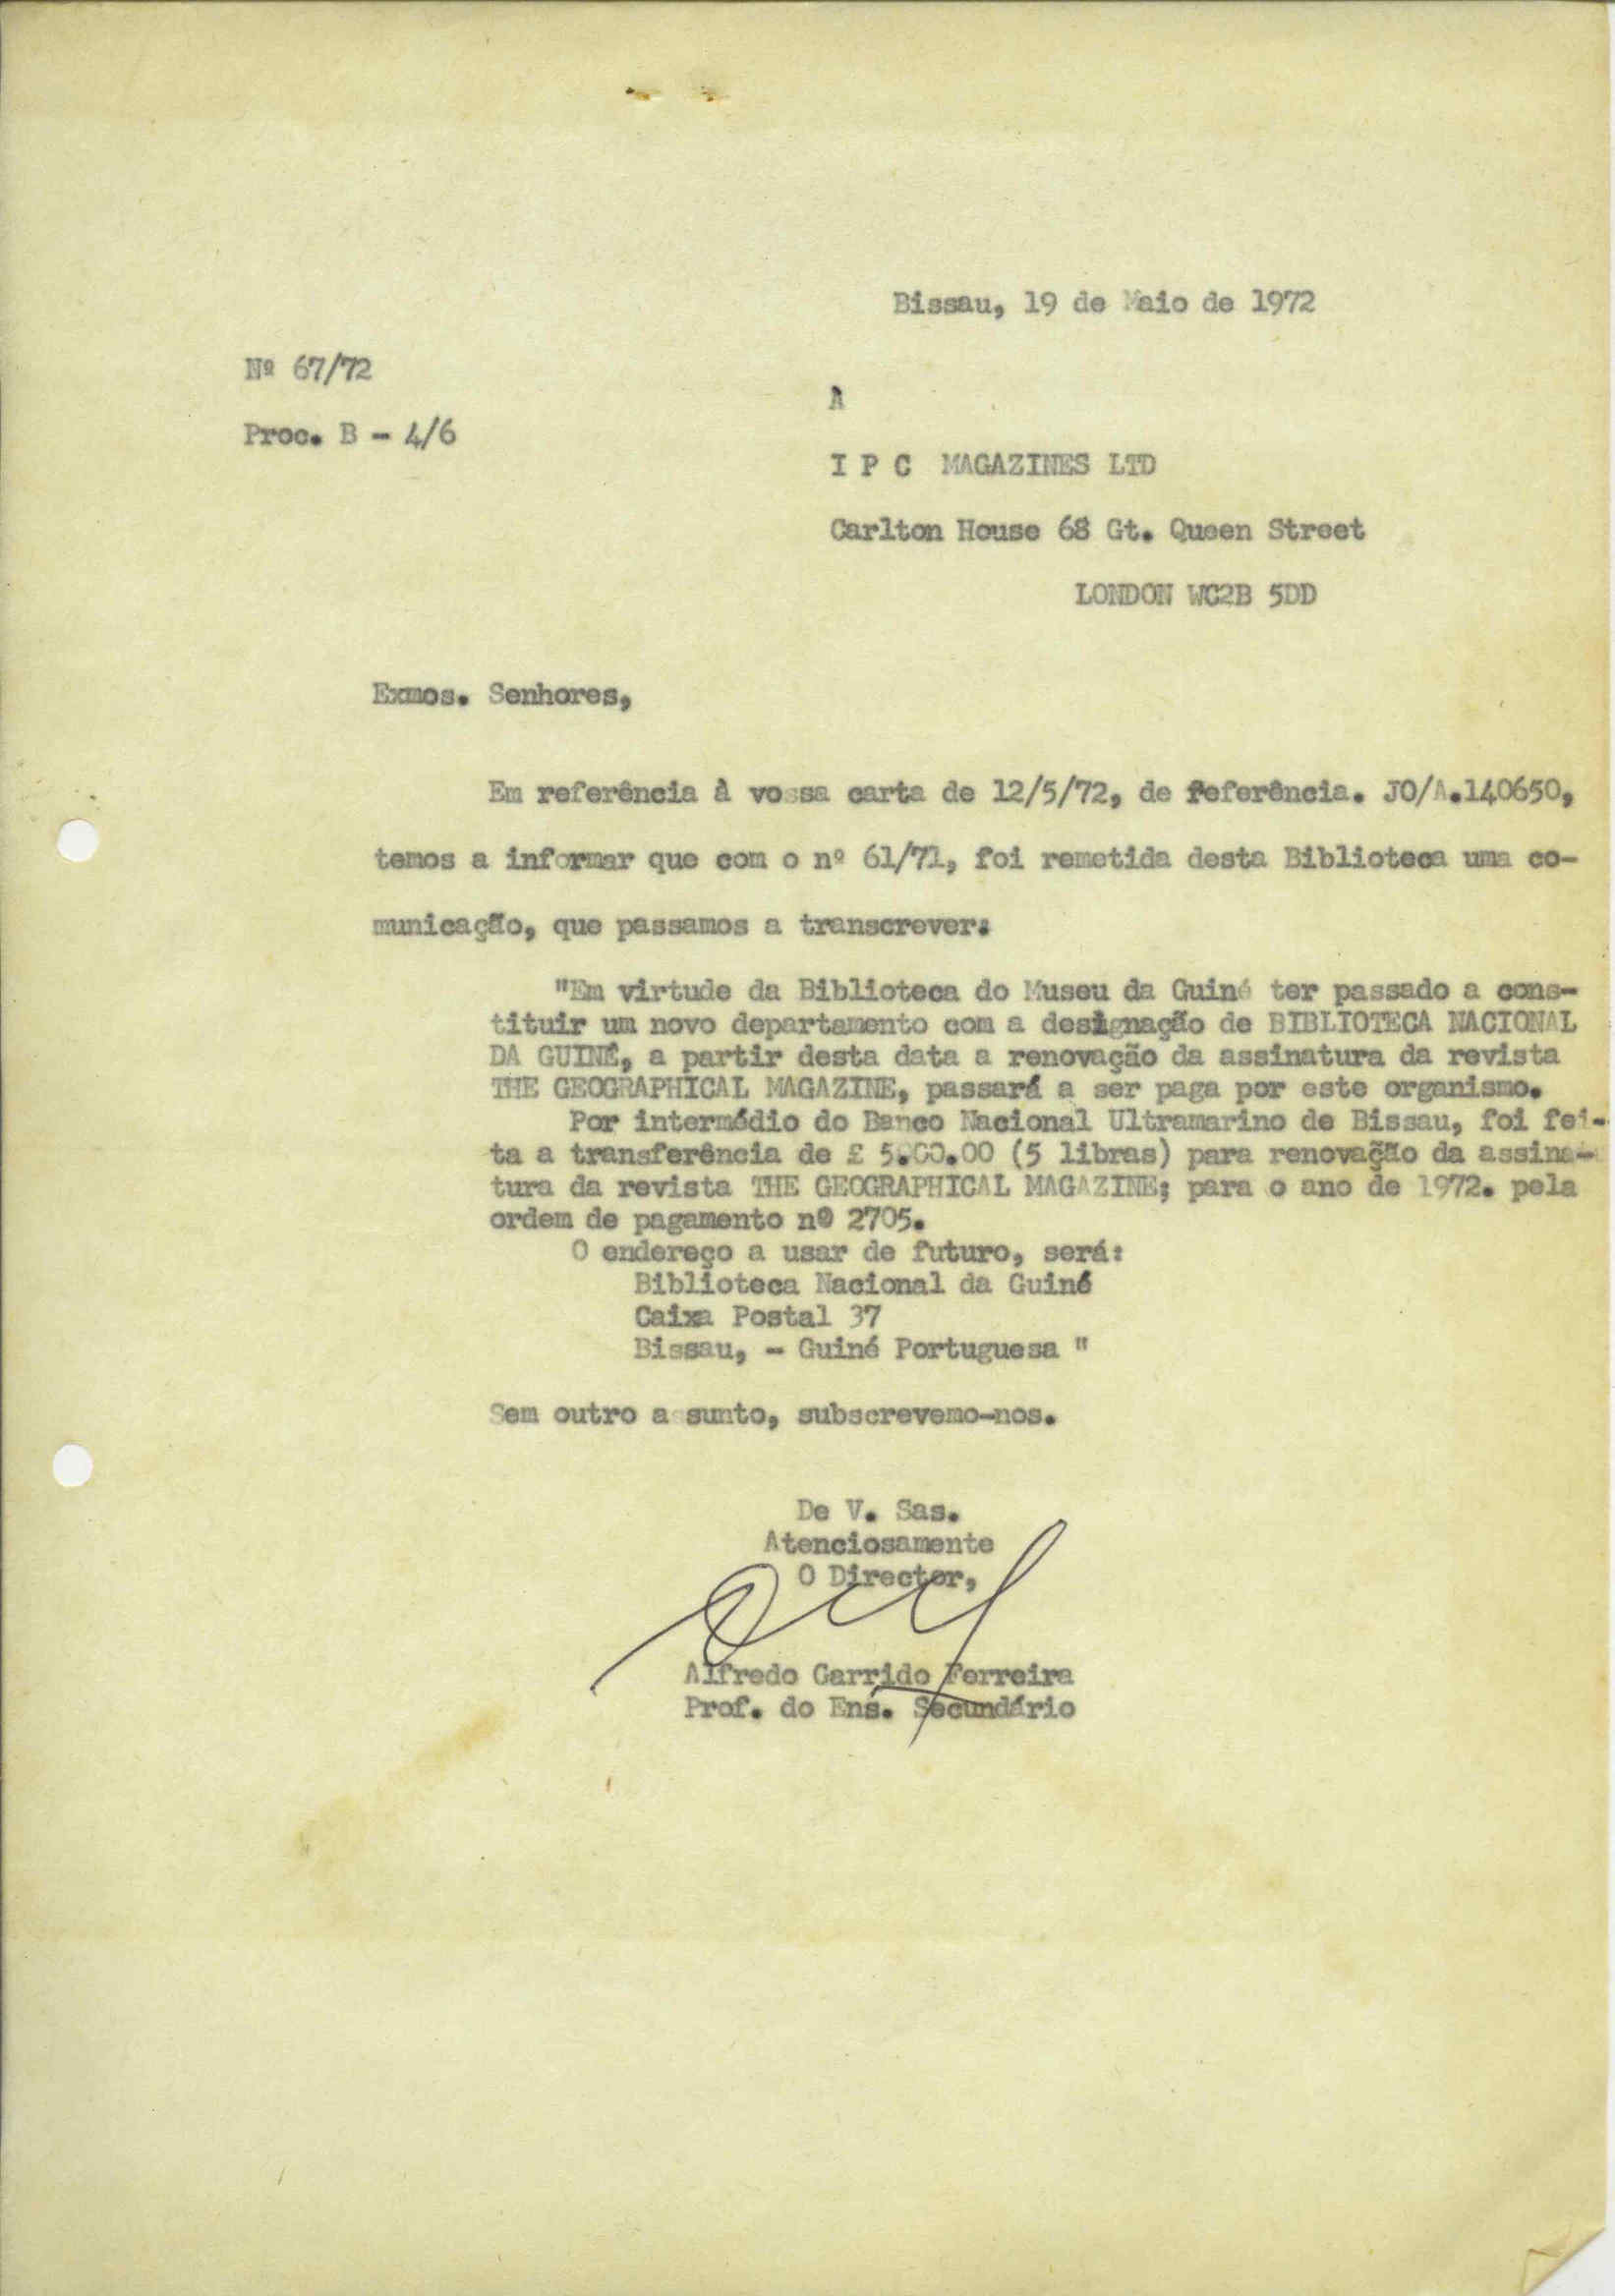 Bissau, 19 de Maio de 1972
Nº 67/72
À
Proc. B - 4/6
I P C MAGAZINES LTD
Carlton House 68 Gt. Queen Street
LONDON WC2B 5DD
Exmos. Senhores,
Em referência à vossa carta de 12/5/72, de referência. JO/A.140650,
temos a informar que com o nº 61/71, foi remetida desta Biblioteca uma co-
municação, que passamos a transcrever:
"Em virtude da Biblioteca do Museu da Guiné ter passado a cons-
tituir um novo departamento com a designação de BIBLIOTECA NACIONAL
DA GUINÉ, a partir desta data a renovação da assinatura da revista
THE GEOGRAPHICAL MAGAZINE, passará a ser paga por este organismo.
Por intermédio do Banco Nacional Ultramarino de Bissau, foi fei-
ta a transferência de £ 5.00.00 (5 libras) para renovação da assina-
tura da revista THE GEOGRAPHICAL MAGAZINE; para o ano de 1972. pela
ordem de pagamento nº 2705.
O endereço a usar de futuro, será:
Biblioteca Nacional da Guiné
Caixa Postal 37
Bissau, - Guiné Portuguesa "
Sem outro assunto, subscrevemo-nos.
De V. Sas.
Atenciosamente
O Director,
Alfredo Garrido Ferreira
Prof. do Ens. Secundário